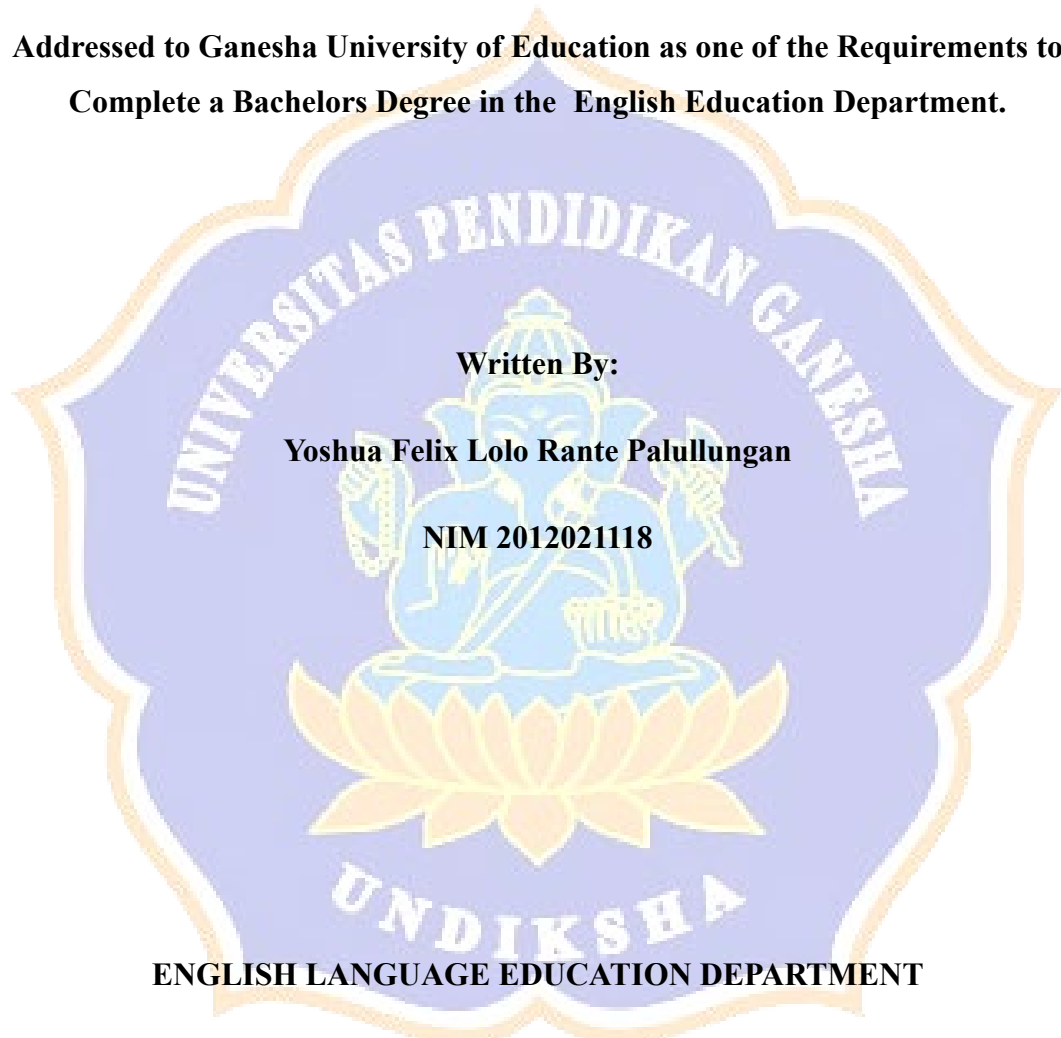 Addressed to Ganesha University of Education as one of the Requirements to
Complete a Bachelors Degree in the English Education Department.
UNIVERSITAS PENDIDIKAN GANESHA
Written By:
Yoshua Felix Lolo Rante Palullungan
NIM 2012021118
UNDIKSHA
ENGLISH LANGUAGE EDUCATION DEPARTMENT